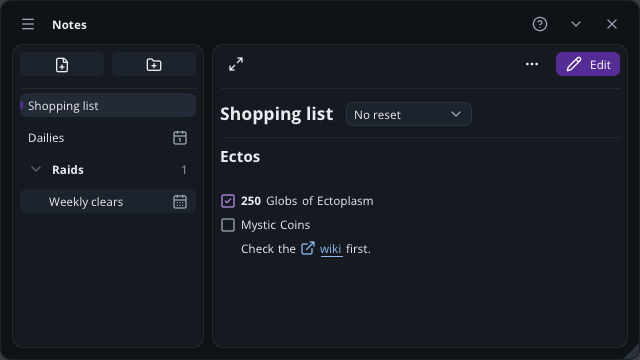 Notes
Edit
Shopping list
Dailies
Raids 1
Weekly clears
Shopping list No reset
Ectos
250 Globs of Ectoplasm
Mystic Coins
Check the wiki first.